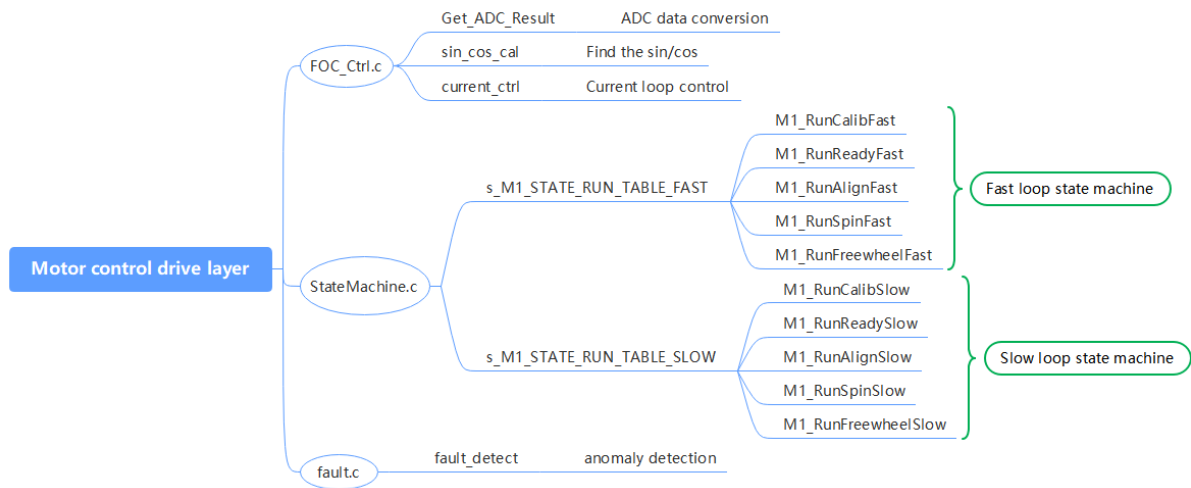 Motor control drive layer
FOC_Ctrl.c
Get_ADC_Result ADC data conversion
sin_cos_cal Find the sin/cos
current_ctrl Current loop control
StateMachine.c
s_M1_STATE_RUN_TABLE_FAST
M1_RunCalibFast
M1_RunReadyFast
M1_RunAlignFast
M1_RunSpinFast
M1_RunFreewheelFast
Fast loop state machine
s_M1_STATE_RUN_TABLE_SLOW
M1_RunCalibSlow
M1_RunReadySlow
M1_RunAlignSlow
M1_RunSpinSlow
M1_RunFreewheelSlow
Slow loop state machine
fault.c
fault_detect anomaly detection